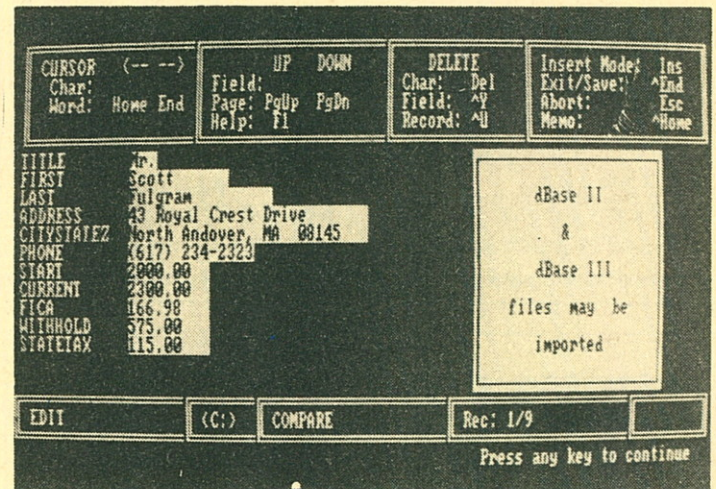 CURSOR <-- -->
Char:
Word: Home End
UP DOWN
Field:
Page: PgUp PgDn
Help: F1
DELETE
Char: Del
Field: ^Y
Record: ^U
Insert Mode: Ins
Exit/Save: ^End
Abort: Esc
Memo: ^Home
TITLE Mr.
FIRST Scott
LAST Fulgram
ADDRESS 43 Royal Crest Drive
CITYSTATEZ North Andover, MA 08145
PHONE (617) 234-2323
START 2000.00
CURRENT 2300.00
FICA 166.98
WITHHOLD 575.00
STATETAX 115.00
dBase II
&
dBase III
files may be
imported
EDIT
(C:)
COMPARE
Rec: 1/9
Press any key to continue